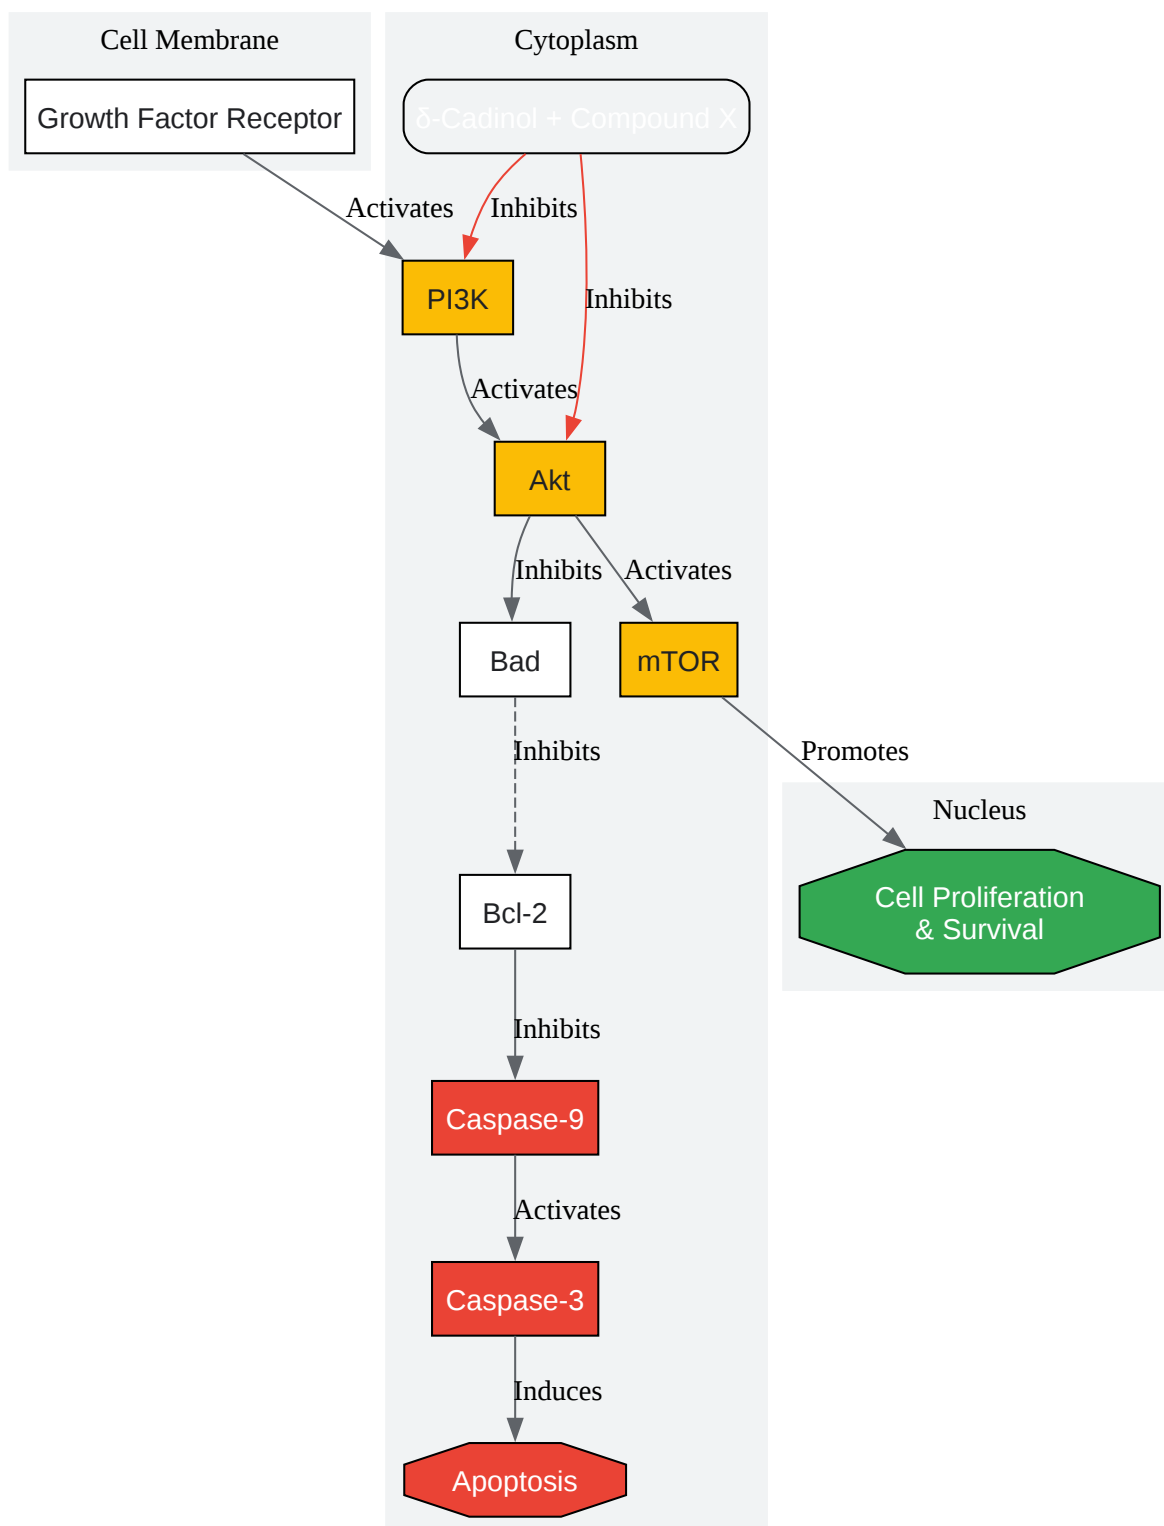 Cell Membrane
Cytoplasm
Growth Factor Receptor
δ-Cadinol + Compound X
Activates
Inhibits
PI3K
Inhibits
Activates
Akt
Inhibits
Activates
Bad
mTOR
Inhibits
Promotes
Nucleus
Cell Proliferation
& Survival
Bcl-2
Inhibits
Caspase-9
Activates
Caspase-3
Induces
Apoptosis